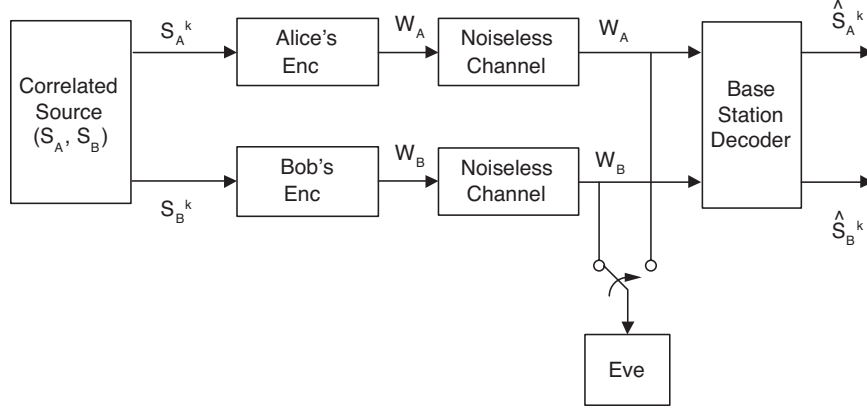 Correlated
Source
(S_A, S_B)
S_A^k
Alice's
Enc
W_A
Noiseless
Channel
W_A
Base
Station
Decoder
Ŝ_A^k
S_B^k
Bob's
Enc
W_B
Noiseless
Channel
W_B
Ŝ_B^k
Eve